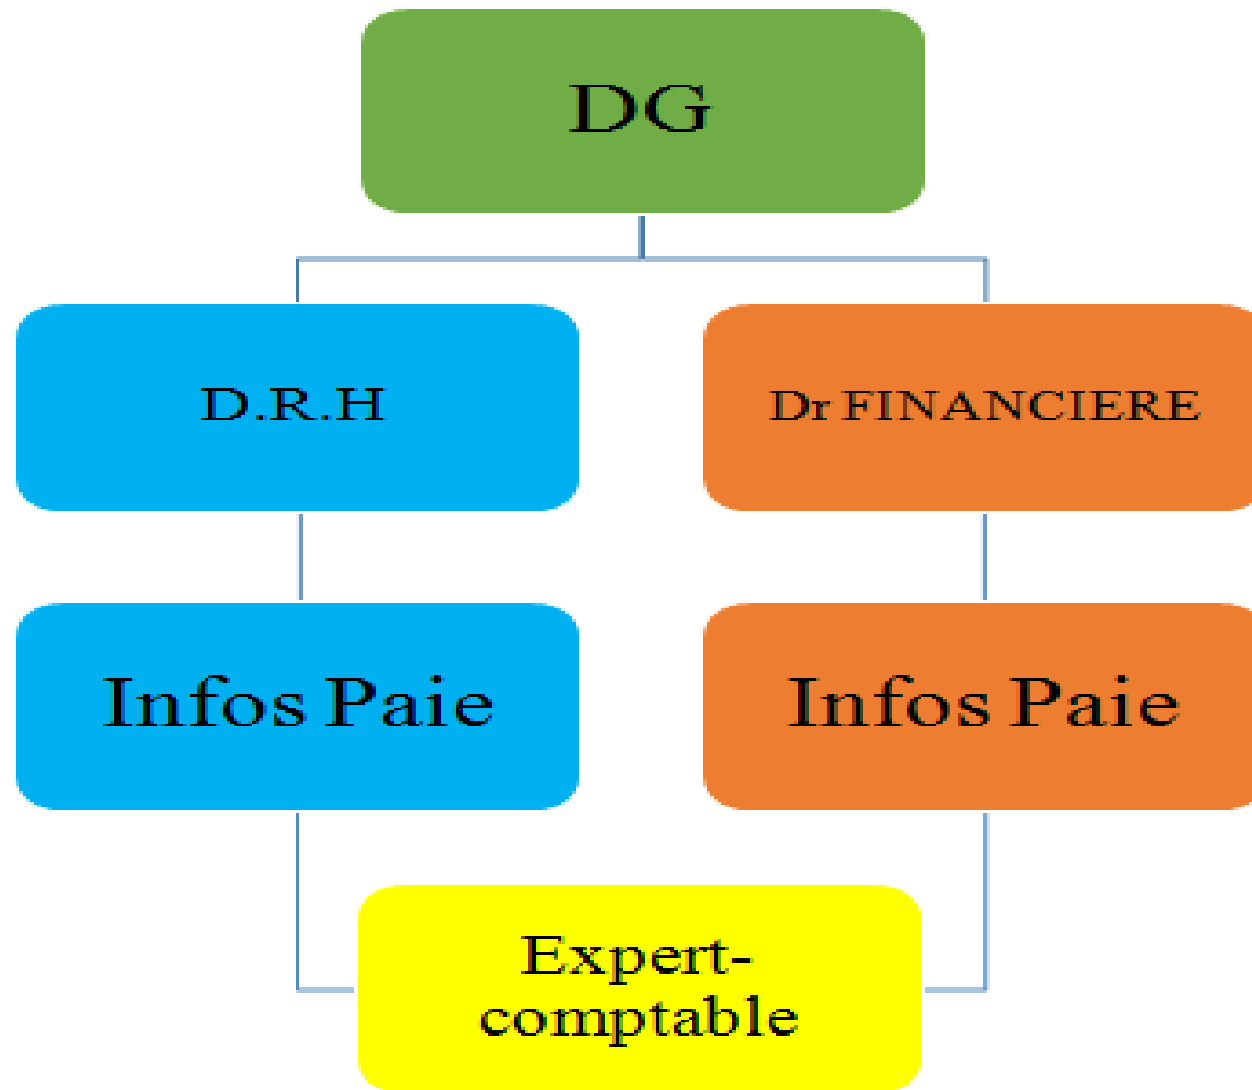 DG
D.R.H
Dr FINANCIERE
Infos Paie
Infos Paie
Expert-
comptable